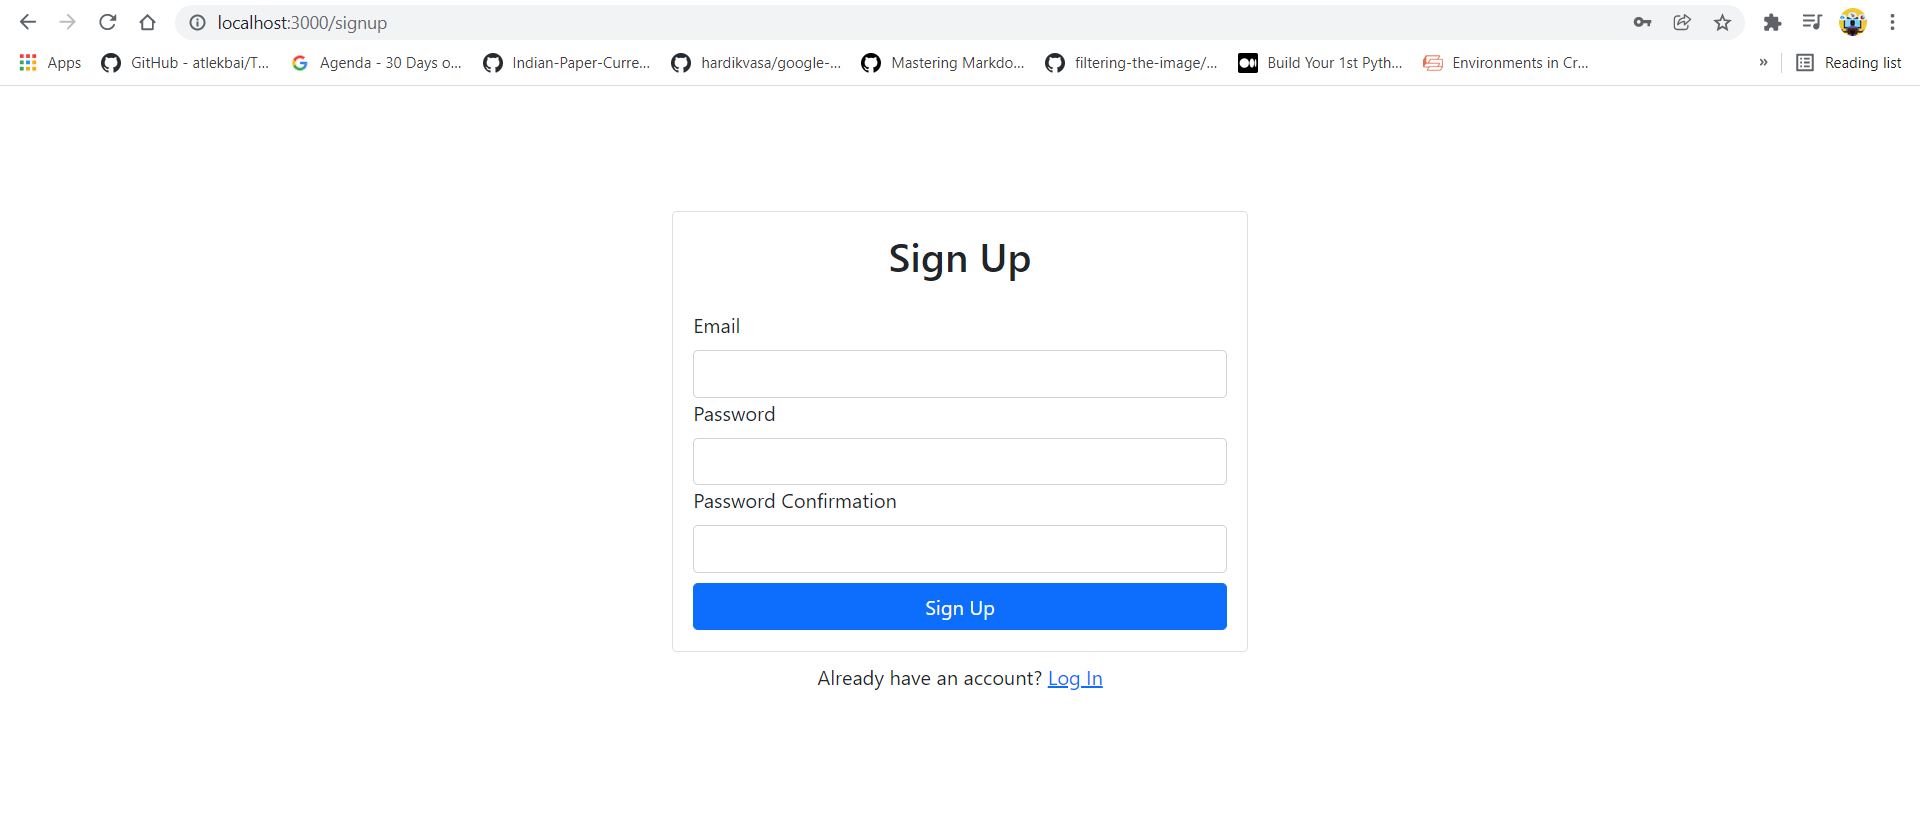 localhost:3000/signup
Apps GitHub - atlekbai/T... Agenda - 30 Days o... Indian-Paper-Curre... hardikvasa/google-... Mastering Markdo... filtering-the-image/... Build Your 1st Pyth... Environments in Cr... » Reading list
Sign Up
Email
Password
Password Confirmation
Sign Up
Already have an account? Log In